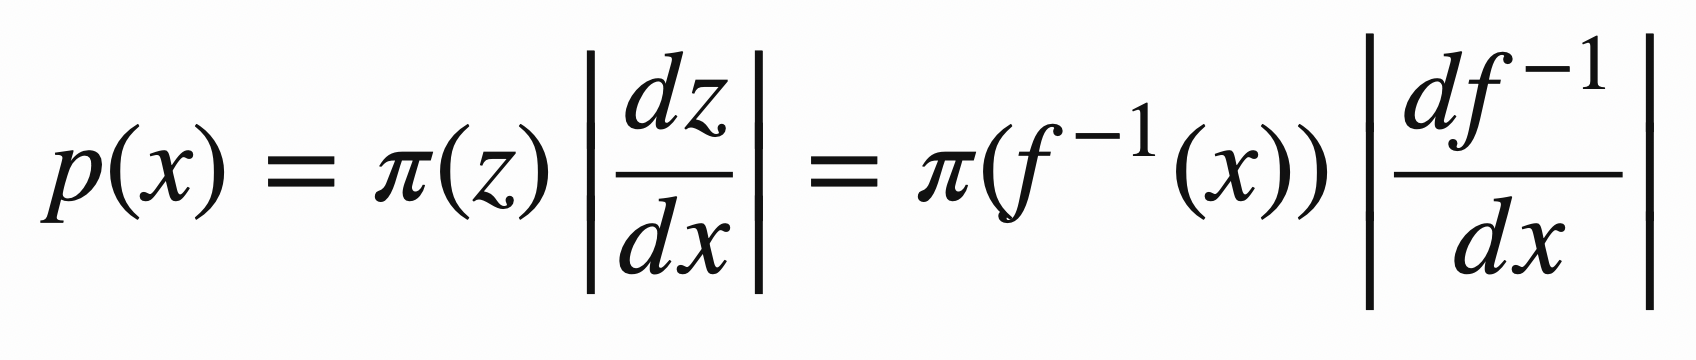 p(x) = π(z) |dz/dx| = π(f⁻¹(x)) |df⁻¹/dx|